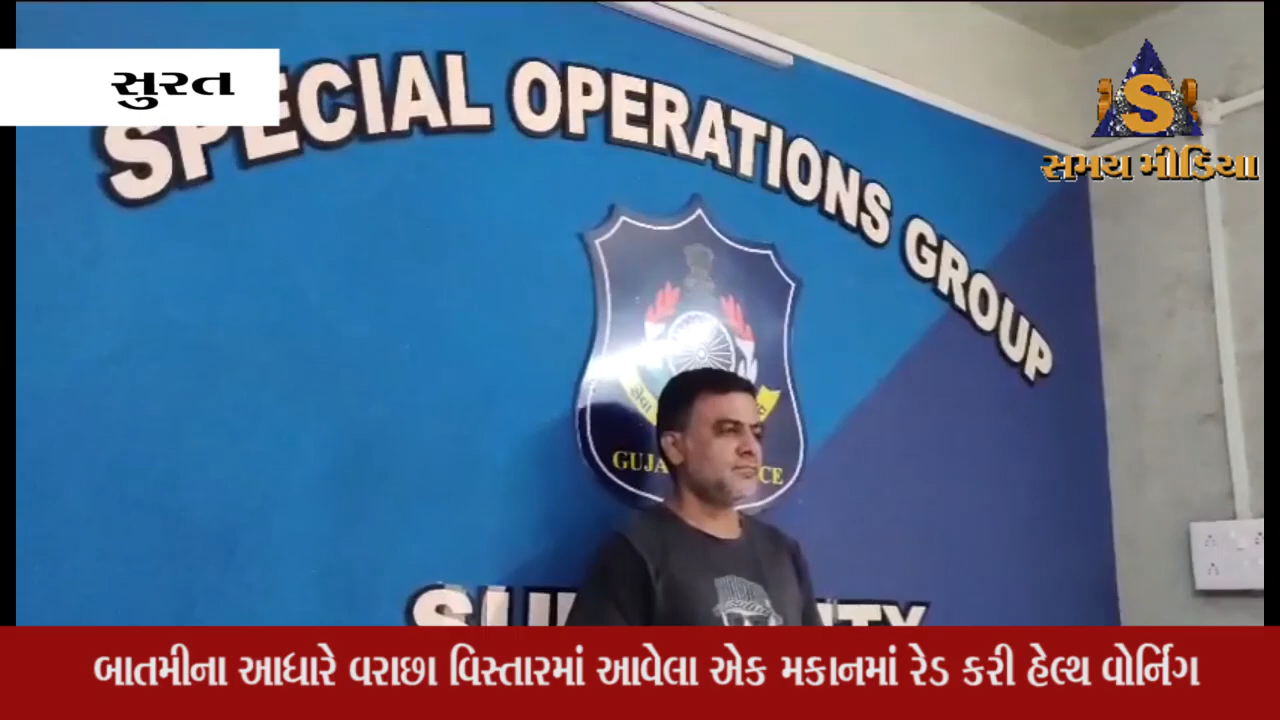 સુરત
SPECIAL OPERATIONS GROUP
સમય મીડિયા
બાતમીના આધારે વરાછા વિસ્તારમાં આવેલા એક મકાનમાં રેડ કરી હેલ્થ વોર્નિગ